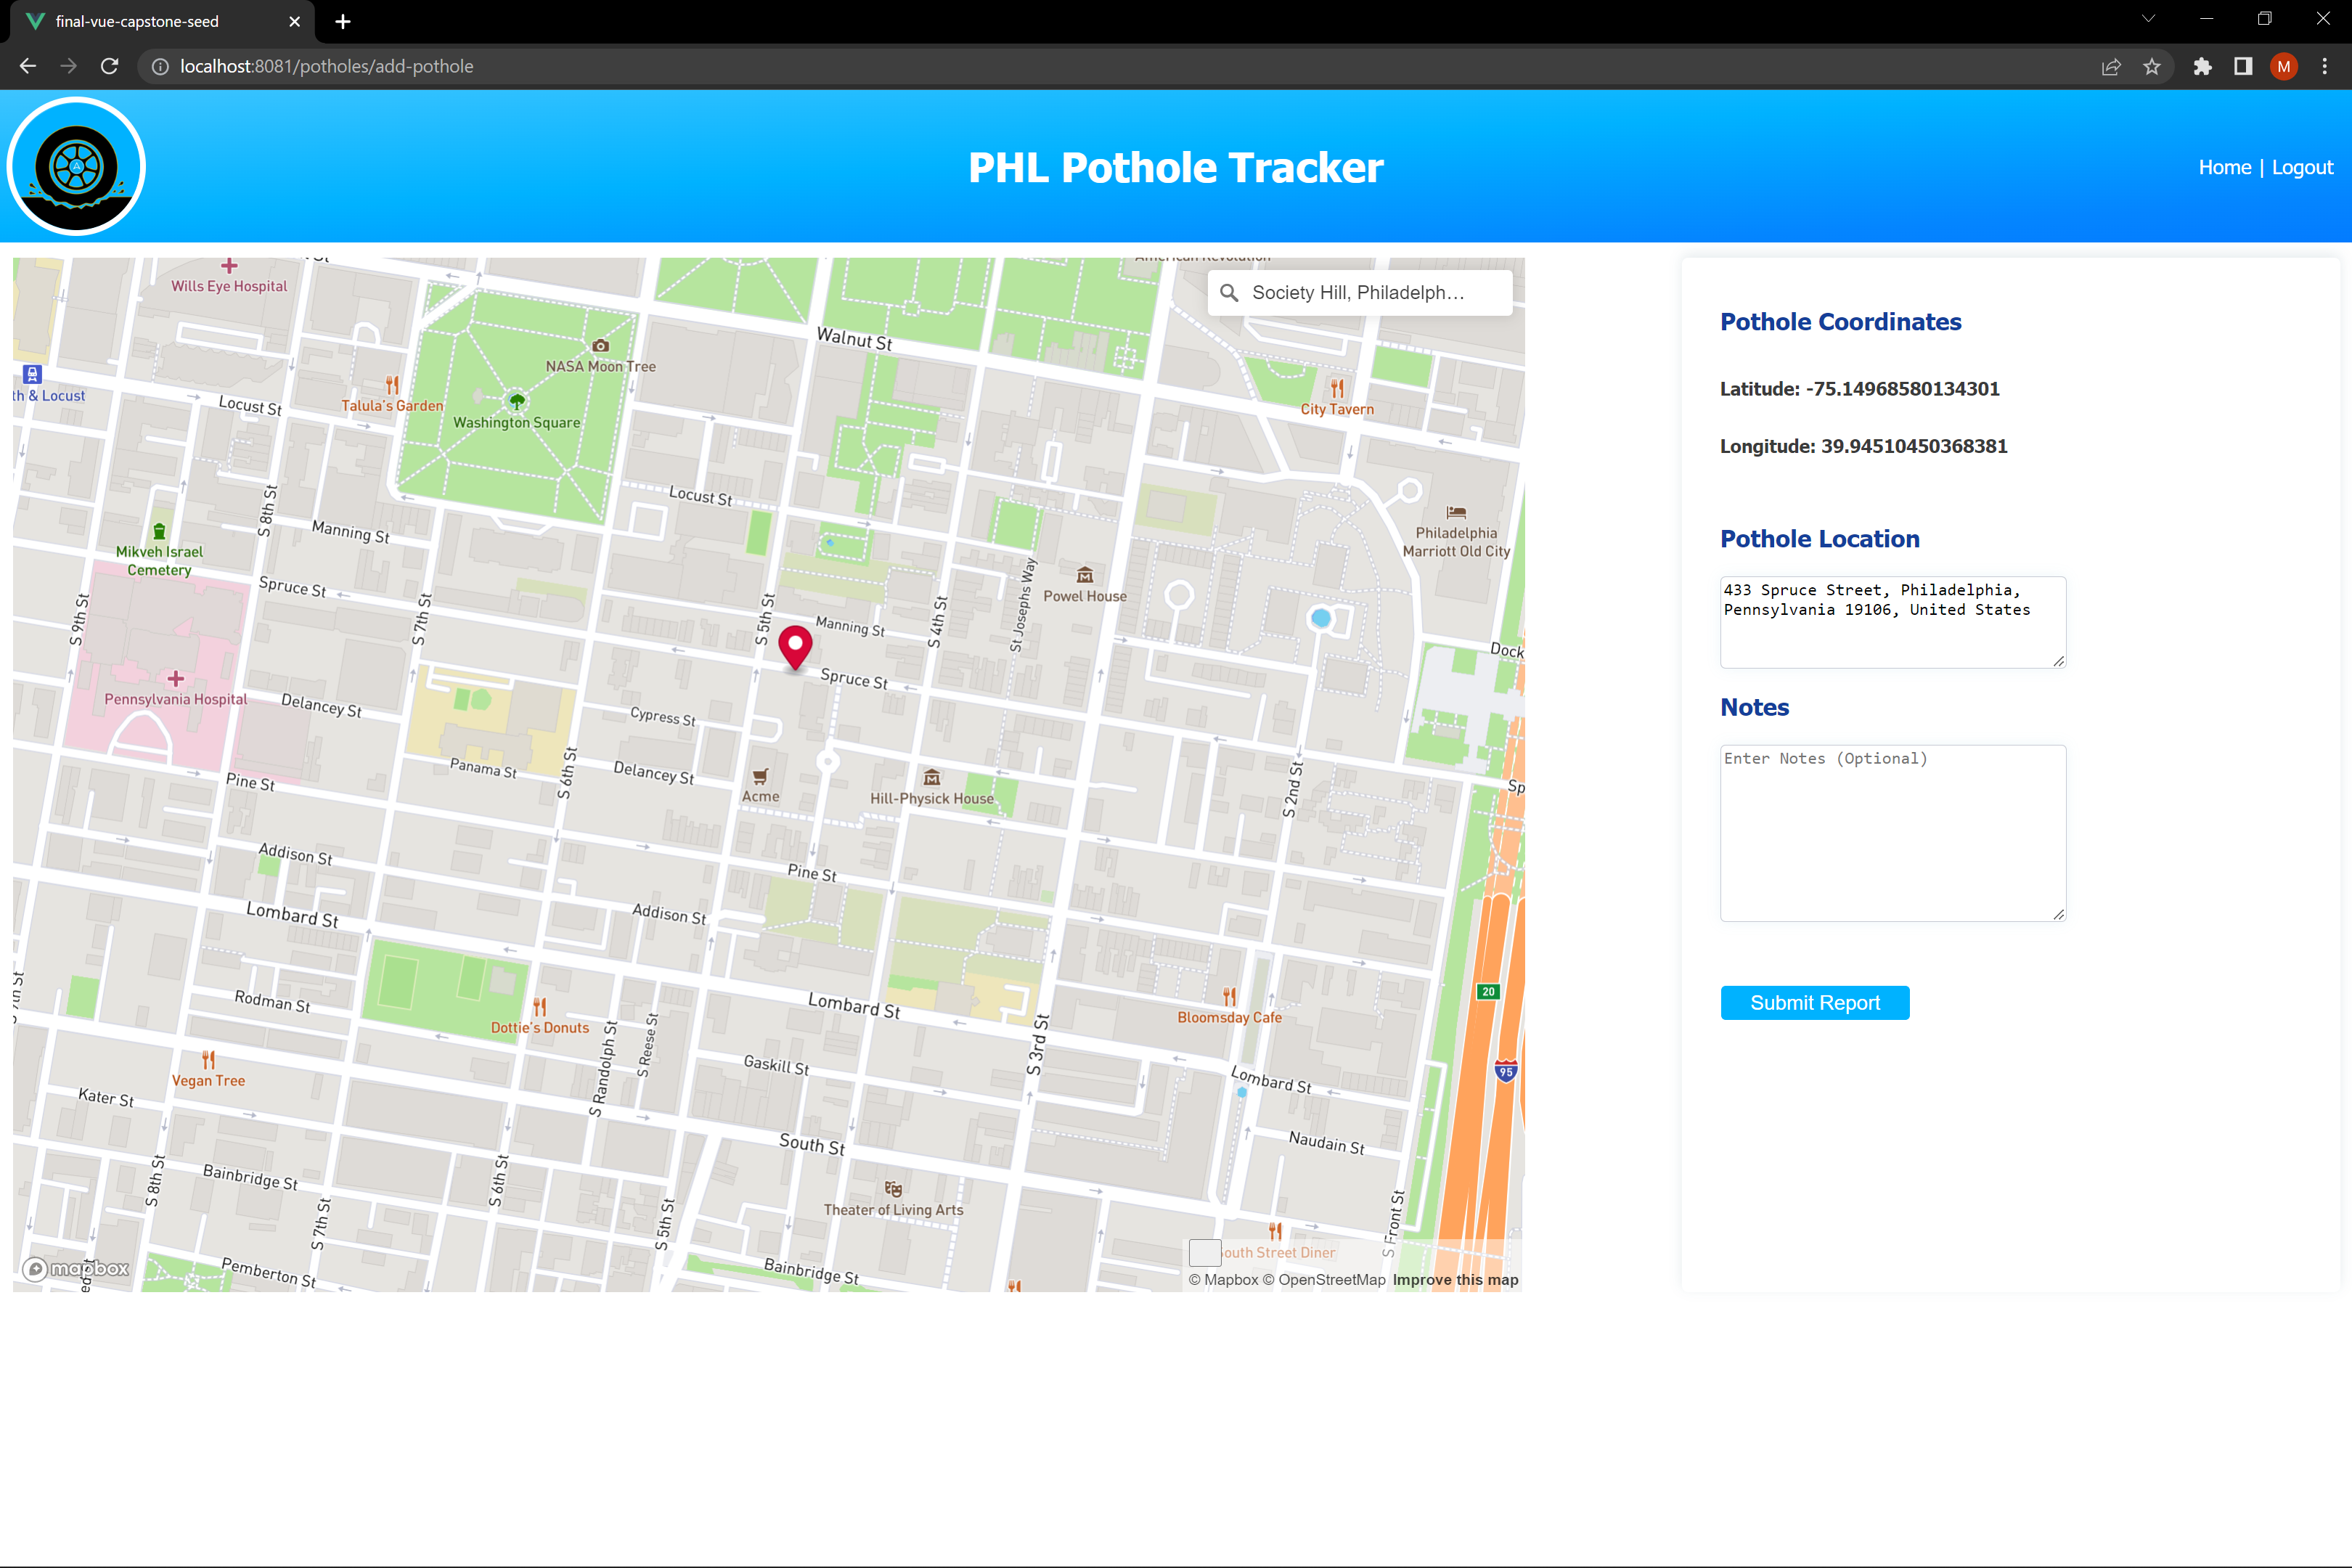 final-vue-capstone-seed
localhost:8081/potholes/add-pothole
M
PHL Pothole Tracker
Home | Logout
American Revolution
Wills Eye Hospital
Society Hill, Philadelph…
Walnut St
NASA Moon Tree
Talula's Garden
Washington Square
City Tavern
th & Locust
Locust St
Locust St
S 8th St
Manning St
Philadelphia
Marriott Old City
Mikveh Israel
Cemetery
Spruce St
S 9th St
S 7th St
S 5th St
Manning St
S 4th St
St Josephs Way
Powel House
Dock
Spruce St
Pennsylvania Hospital
Delancey St
Cypress St
Panama St
S 6th St
Delancey St
Acme
Hill-Physick House
S 2nd St
Sp
Pine St
Addison St
Pine St
Lombard St
Addison St
20
Rodman St
Lombard St
Dottie's Donuts
Bloomsday Cafe
S Randolph St
S Reese St
S 3rd St
Gaskill St
Vegan Tree
95
Lombard St
Kater St
South St
Naudain St
Bainbridge St
S 8th St
S 7th St
S 6th St
S 5th St
Theater of Living Arts
S Front St
outh Street Diner
Pemberton St
Bainbridge St
mapbox
© Mapbox © OpenStreetMap Improve this map
Pothole Coordinates
Latitude: -75.14968580134301
Longitude: 39.94510450368381
Pothole Location
433 Spruce Street, Philadelphia,
Pennsylvania 19106, United States
Notes
Enter Notes (Optional)
Submit Report